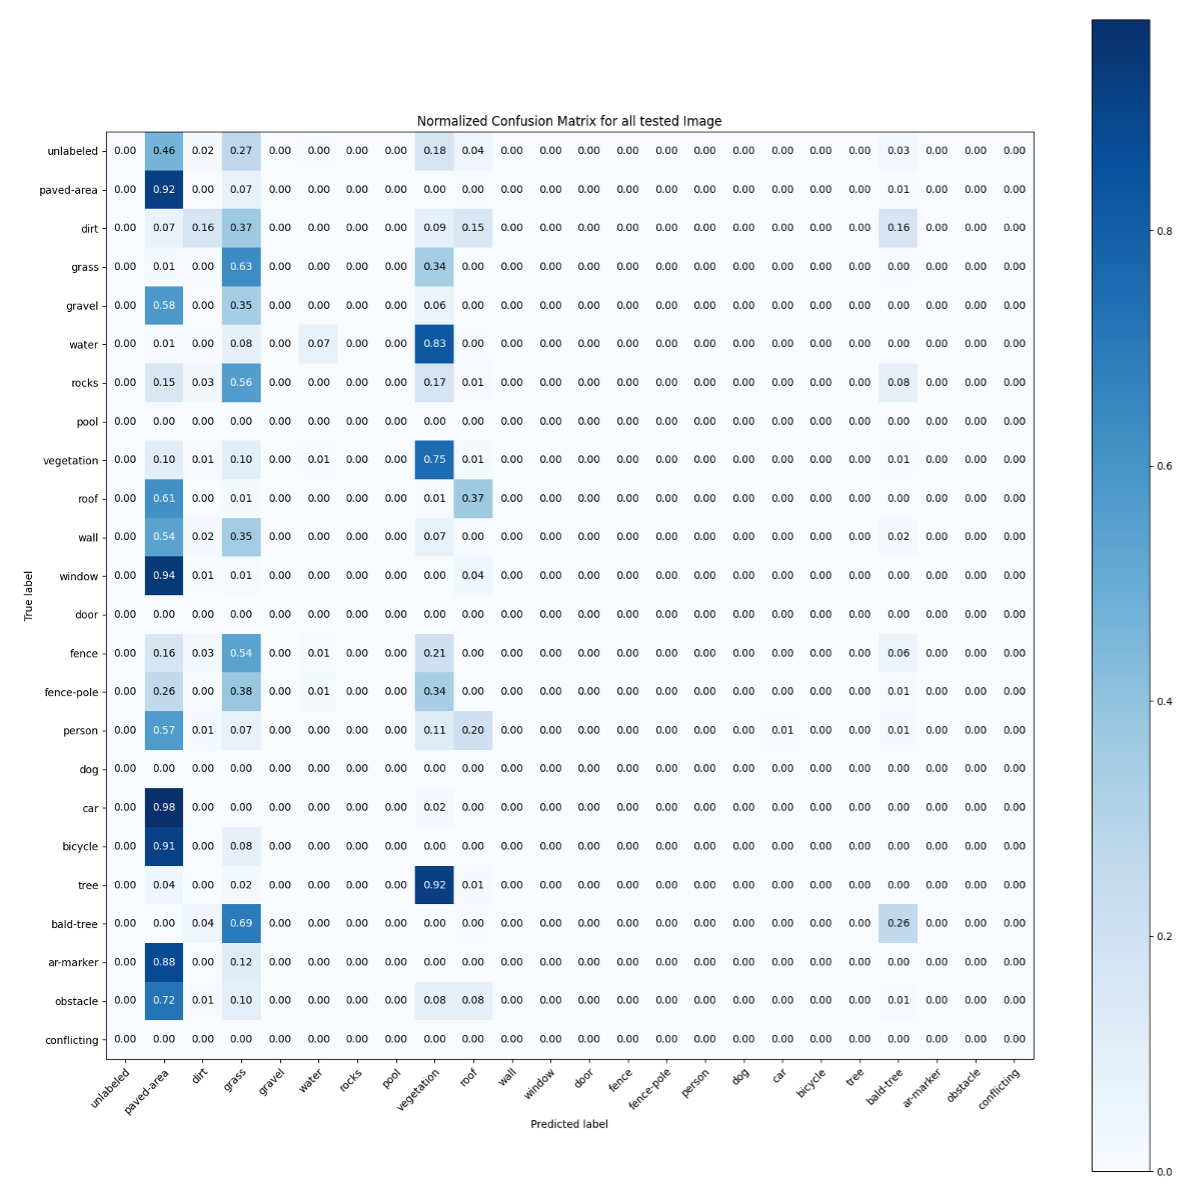 Normalized Confusion Matrix for all tested Image
unlabeled 0.00 0.46 0.02 0.27 0.00 0.00 0.00 0.00 0.18 0.04 0.00 0.00 0.00 0.00 0.00 0.00 0.00 0.00 0.00 0.00 0.03 0.00 0.00 0.00
paved-area 0.00 0.92 0.00 0.07 0.00 0.00 0.00 0.00 0.00 0.00 0.00 0.00 0.00 0.00 0.00 0.00 0.00 0.00 0.00 0.00 0.01 0.00 0.00 0.00
dirt 0.00 0.07 0.16 0.37 0.00 0.00 0.00 0.00 0.09 0.15 0.00 0.00 0.00 0.00 0.00 0.00 0.00 0.00 0.00 0.00 0.16 0.00 0.00 0.00
grass 0.00 0.01 0.00 0.63 0.00 0.00 0.00 0.00 0.34 0.00 0.00 0.00 0.00 0.00 0.00 0.00 0.00 0.00 0.00 0.00 0.00 0.00 0.00 0.00
gravel 0.00 0.58 0.00 0.35 0.00 0.00 0.00 0.00 0.06 0.00 0.00 0.00 0.00 0.00 0.00 0.00 0.00 0.00 0.00 0.00 0.00 0.00 0.00 0.00
water 0.00 0.01 0.00 0.08 0.00 0.07 0.00 0.00 0.83 0.00 0.00 0.00 0.00 0.00 0.00 0.00 0.00 0.00 0.00 0.00 0.00 0.00 0.00 0.00
rocks 0.00 0.15 0.03 0.56 0.00 0.00 0.00 0.00 0.17 0.01 0.00 0.00 0.00 0.00 0.00 0.00 0.00 0.00 0.00 0.00 0.08 0.00 0.00 0.00
pool 0.00 0.00 0.00 0.00 0.00 0.00 0.00 0.00 0.00 0.00 0.00 0.00 0.00 0.00 0.00 0.00 0.00 0.00 0.00 0.00 0.00 0.00 0.00 0.00
vegetation 0.00 0.10 0.01 0.10 0.00 0.01 0.00 0.00 0.75 0.01 0.00 0.00 0.00 0.00 0.00 0.00 0.00 0.00 0.00 0.00 0.01 0.00 0.00 0.00
roof 0.00 0.61 0.00 0.01 0.00 0.00 0.00 0.00 0.01 0.37 0.00 0.00 0.00 0.00 0.00 0.00 0.00 0.00 0.00 0.00 0.00 0.00 0.00 0.00
wall 0.00 0.54 0.02 0.35 0.00 0.00 0.00 0.00 0.07 0.00 0.00 0.00 0.00 0.00 0.00 0.00 0.00 0.00 0.00 0.00 0.02 0.00 0.00 0.00
window 0.00 0.94 0.01 0.01 0.00 0.00 0.00 0.00 0.00 0.04 0.00 0.00 0.00 0.00 0.00 0.00 0.00 0.00 0.00 0.00 0.00 0.00 0.00 0.00
door 0.00 0.00 0.00 0.00 0.00 0.00 0.00 0.00 0.00 0.00 0.00 0.00 0.00 0.00 0.00 0.00 0.00 0.00 0.00 0.00 0.00 0.00 0.00 0.00
fence 0.00 0.16 0.03 0.54 0.00 0.01 0.00 0.00 0.21 0.00 0.00 0.00 0.00 0.00 0.00 0.00 0.00 0.00 0.00 0.00 0.06 0.00 0.00 0.00
fence-pole 0.00 0.26 0.00 0.38 0.00 0.01 0.00 0.00 0.34 0.00 0.00 0.00 0.00 0.00 0.00 0.00 0.00 0.00 0.00 0.00 0.01 0.00 0.00 0.00
person 0.00 0.57 0.01 0.07 0.00 0.00 0.00 0.00 0.11 0.20 0.00 0.00 0.00 0.00 0.00 0.00 0.00 0.01 0.00 0.00 0.01 0.00 0.00 0.00
dog 0.00 0.00 0.00 0.00 0.00 0.00 0.00 0.00 0.00 0.00 0.00 0.00 0.00 0.00 0.00 0.00 0.00 0.00 0.00 0.00 0.00 0.00 0.00 0.00
car 0.00 0.98 0.00 0.00 0.00 0.00 0.00 0.00 0.02 0.00 0.00 0.00 0.00 0.00 0.00 0.00 0.00 0.00 0.00 0.00 0.00 0.00 0.00 0.00
bicycle 0.00 0.91 0.00 0.08 0.00 0.00 0.00 0.00 0.00 0.00 0.00 0.00 0.00 0.00 0.00 0.00 0.00 0.00 0.00 0.00 0.00 0.00 0.00 0.00
tree 0.00 0.04 0.00 0.02 0.00 0.00 0.00 0.00 0.92 0.01 0.00 0.00 0.00 0.00 0.00 0.00 0.00 0.00 0.00 0.00 0.00 0.00 0.00 0.00
bald-tree 0.00 0.00 0.04 0.69 0.00 0.00 0.00 0.00 0.00 0.00 0.00 0.00 0.00 0.00 0.00 0.00 0.00 0.00 0.00 0.00 0.26 0.00 0.00 0.00
ar-marker 0.00 0.88 0.00 0.12 0.00 0.00 0.00 0.00 0.00 0.00 0.00 0.00 0.00 0.00 0.00 0.00 0.00 0.00 0.00 0.00 0.00 0.00 0.00 0.00
obstacle 0.00 0.72 0.01 0.10 0.00 0.00 0.00 0.00 0.08 0.08 0.00 0.00 0.00 0.00 0.00 0.00 0.00 0.00 0.00 0.00 0.01 0.00 0.00 0.00
conflicting 0.00 0.00 0.00 0.00 0.00 0.00 0.00 0.00 0.00 0.00 0.00 0.00 0.00 0.00 0.00 0.00 0.00 0.00 0.00 0.00 0.00 0.00 0.00 0.00
True label
unlabeled paved-area dirt grass gravel water rocks pool vegetation roof wall window door fence fence-pole person dog car bicycle tree bald-tree ar-marker obstacle conflicting
Predicted label
0.8
0.6
0.4
0.2
0.0